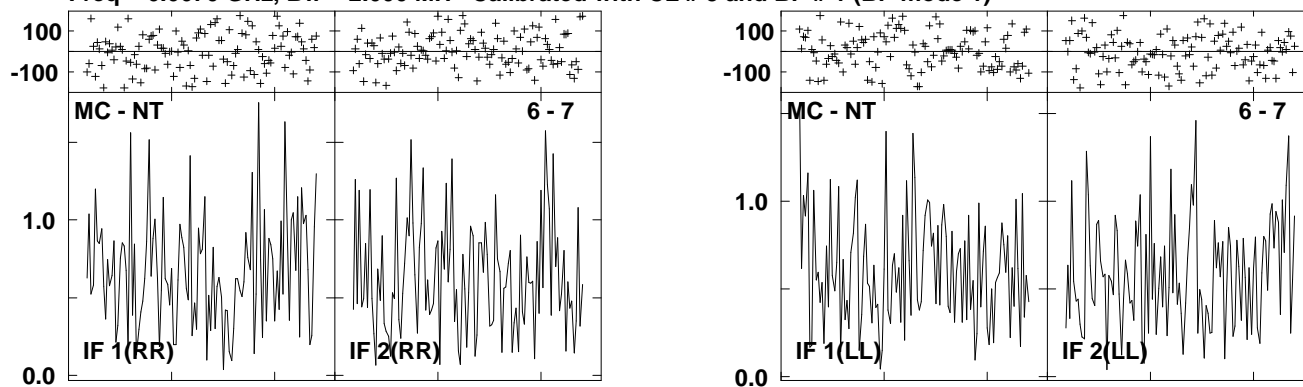 100
-100
MC - NT
6 - 7
1.0
IF 1(RR)
IF 2(RR)
0.0
100
-100
MC - NT
6 - 7
1.0
IF 1(LL)
IF 2(LL)
0.0